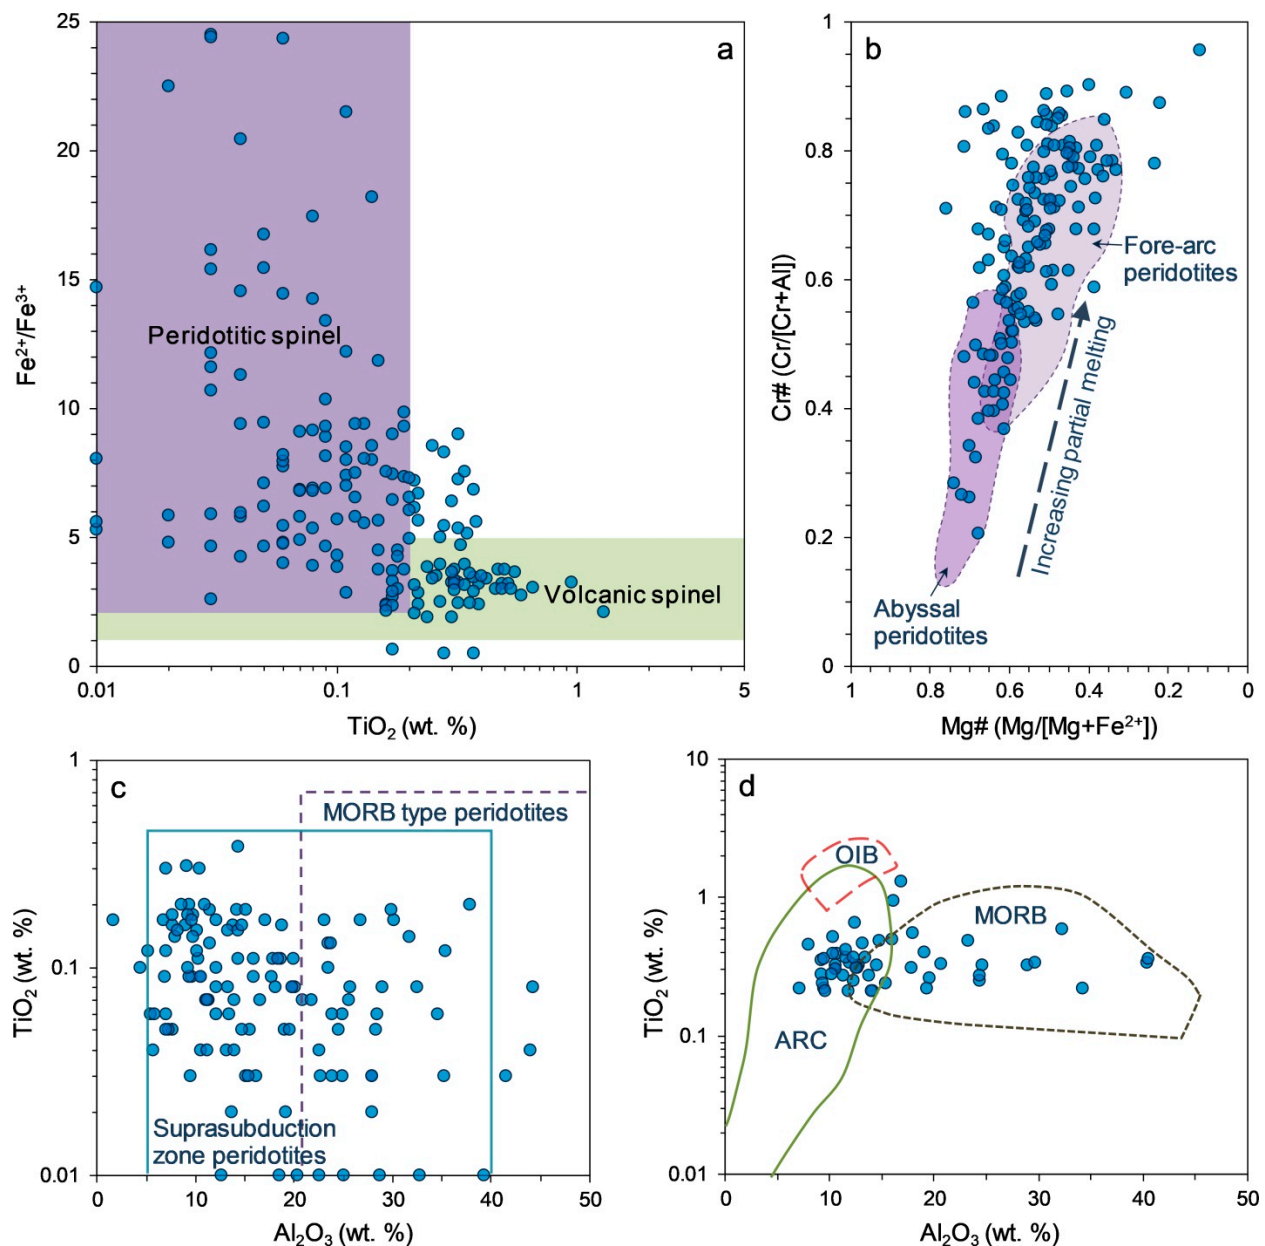 a
25
20
15
10
5
0
Fe2+/Fe3+
Peridotitic spinel
Volcanic spinel
0.01
0.1
1
5
TiO2 (wt. %)
b
1
0.8
0.6
0.4
0.2
0
Cr# (Cr/[Cr+Al])
Fore-arc
peridotites
Increasing partial melting
Abyssal
peridotites
1
0.8
0.6
0.4
0.2
0
Mg# (Mg/[Mg+Fe2+])
c
1
0.1
0.01
TiO2 (wt. %)
MORB type peridotites
Suprasubduction
zone peridotites
0
10
20
30
40
50
Al2O3 (wt. %)
d
10
1
0.1
0.01
TiO2 (wt. %)
OIB
MORB
ARC
0
10
20
30
40
50
Al2O3 (wt. %)